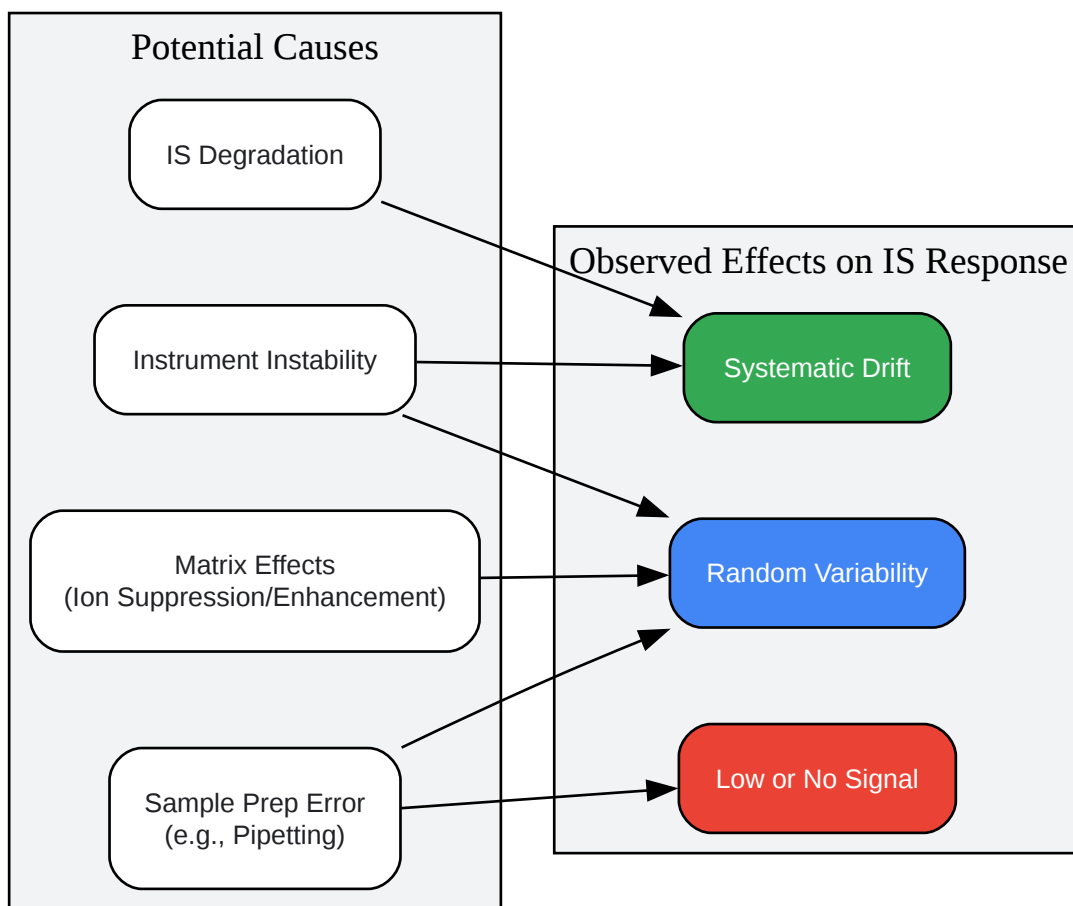 Potential Causes
IS Degradation
Instrument Instability
Matrix Effects
(Ion Suppression/Enhancement)
Sample Prep Error
(e.g., Pipetting)
Observed Effects on IS Response
Systematic Drift
Random Variability
Low or No Signal